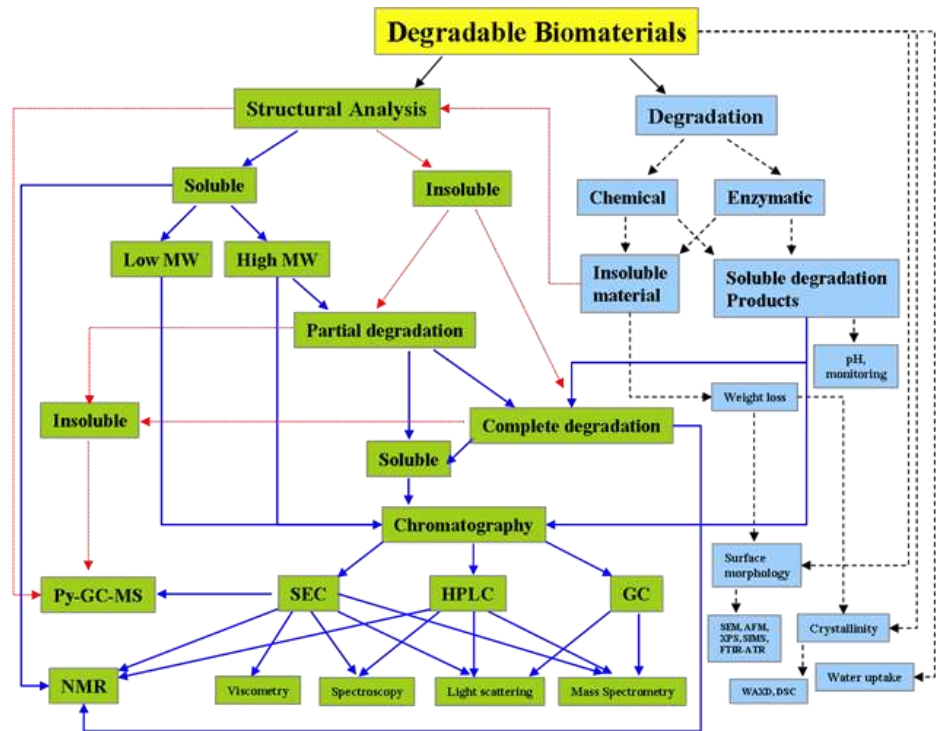 Degradable Biomaterials
Structural Analysis
Degradation
Soluble
Insoluble
Chemical
Enzymatic
Low MW
High MW
Insoluble
material
Soluble degradation
Products
Partial degradation
pH,
monitoring
Weight loss
Insoluble
Complete degradation
Soluble
Chromatography
Surface
morphology
Py-GC-MS
SEC
HPLC
GC
SEM, AFM,
XPS, SIMS,
FTIR-ATR
Crystallinity
NMR
Viscometry
Spectroscopy
Light scattering
Mass Spectrometry
WAXD, DSC
Water uptake